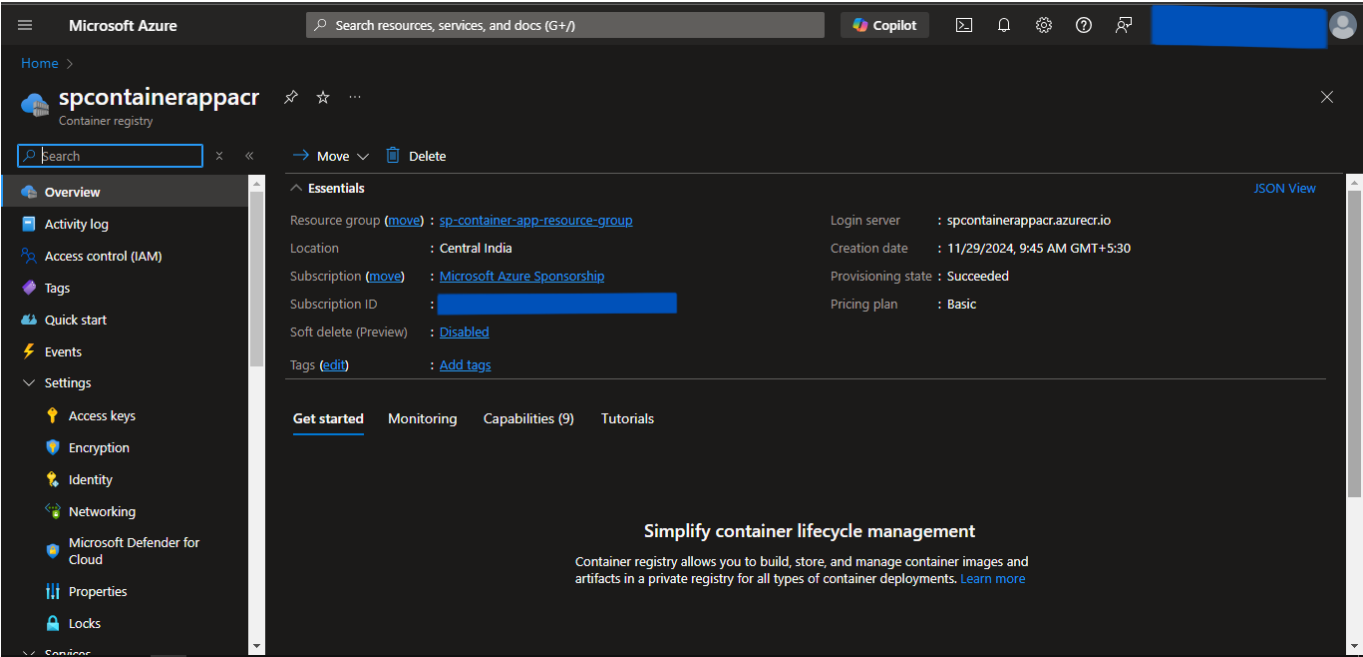 Microsoft Azure
Search resources, services, and docs (G+/)
Copilot
Home >
spcontainerappacr
Container registry
Search
Move
Delete
Overview
Activity log
Access control (IAM)
Tags
Quick start
Events
Settings
Access keys
Encryption
Identity
Networking
Microsoft Defender for
Cloud
Properties
Locks
Services
Essentials
JSON View
Resource group (move) : sp-container-app-resource-group
Location : Central India
Subscription (move) : Microsoft Azure Sponsorship
Subscription ID :
Soft delete (Preview) : Disabled
Tags (edit) : Add tags
Login server : spcontainerappacr.azurecr.io
Creation date : 11/29/2024, 9:45 AM GMT+5:30
Provisioning state : Succeeded
Pricing plan : Basic
Get started Monitoring Capabilities (9) Tutorials
Simplify container lifecycle management
Container registry allows you to build, store, and manage container images and
artifacts in a private registry for all types of container deployments. Learn more